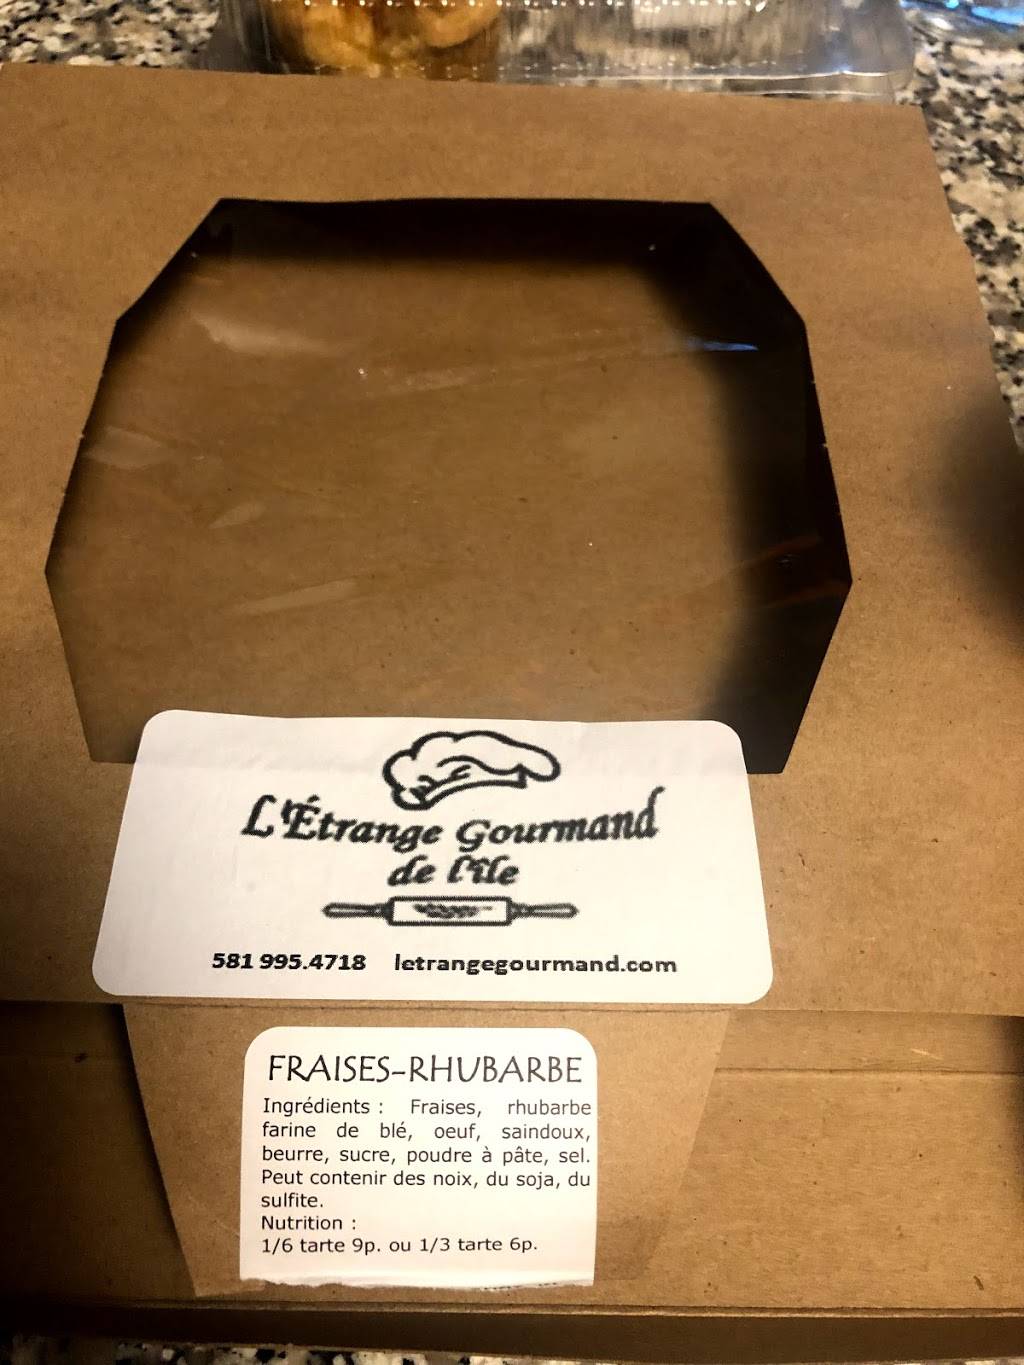 L'Étrange Gourmand
de l'île
581 995.4718 letrangegourmand.com
FRAISES-RHUBARBE
Ingrédients : Fraises, rhubarbe
farine de blé, oeuf, saindoux,
beurre, sucre, poudre à pâte, sel.
Peut contenir des noix, du soja, du
sulfite.
Nutrition :
1/6 tarte 9p. ou 1/3 tarte 6p.